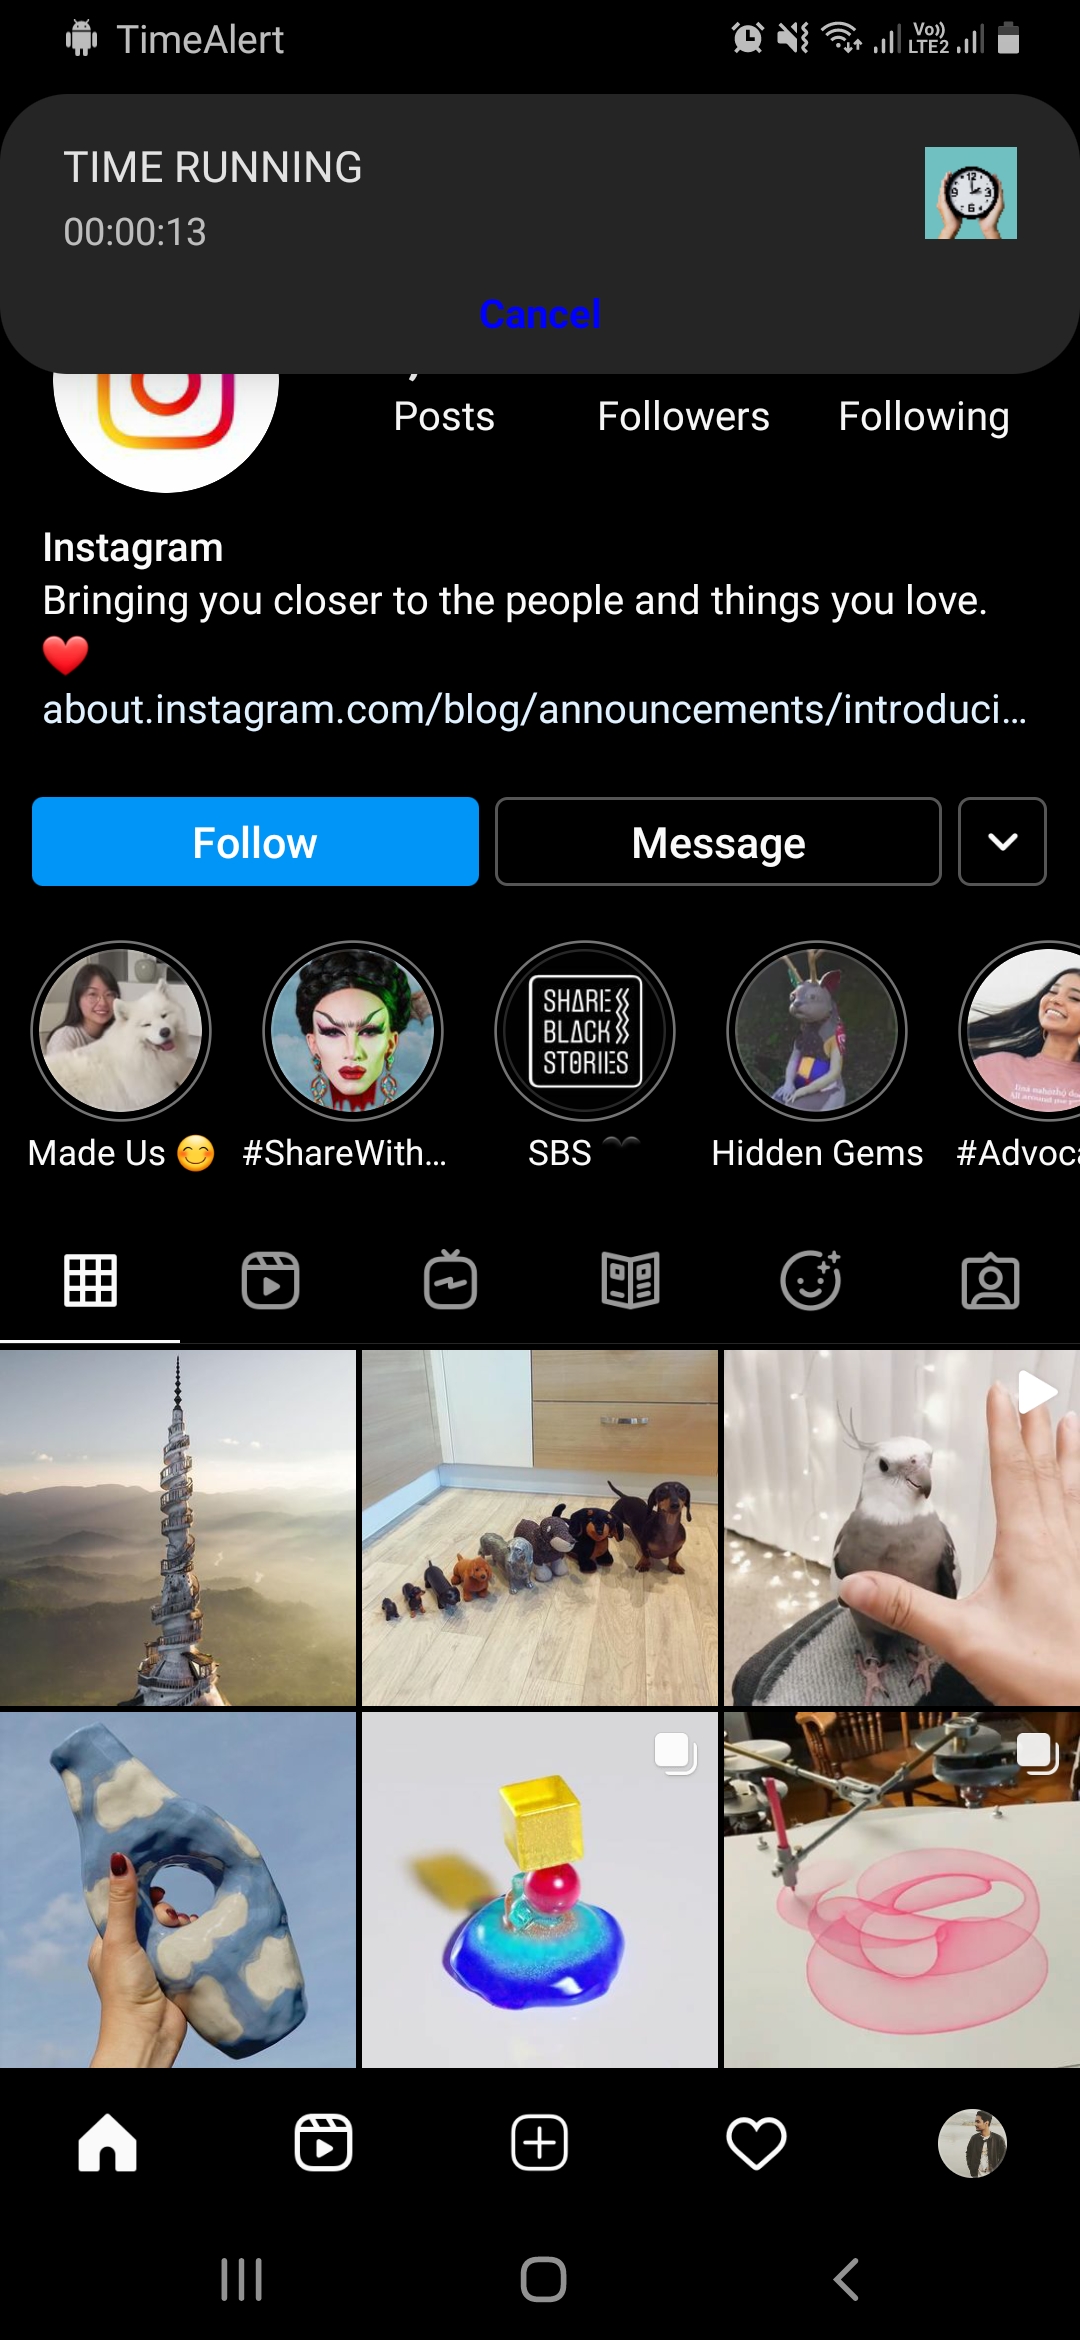 TimeAlert
Vo)) LTE2
TIME RUNNING
00:00:13
Cancel
Posts Followers Following
Instagram
Bringing you closer to the people and things you love.
❤️
about.instagram.com/blog/announcements/introduci...
Follow Message
SHARE
BLACK
STORIES
Made Us 😊 #ShareWith... SBS 🖤 Hidden Gems #Advoca